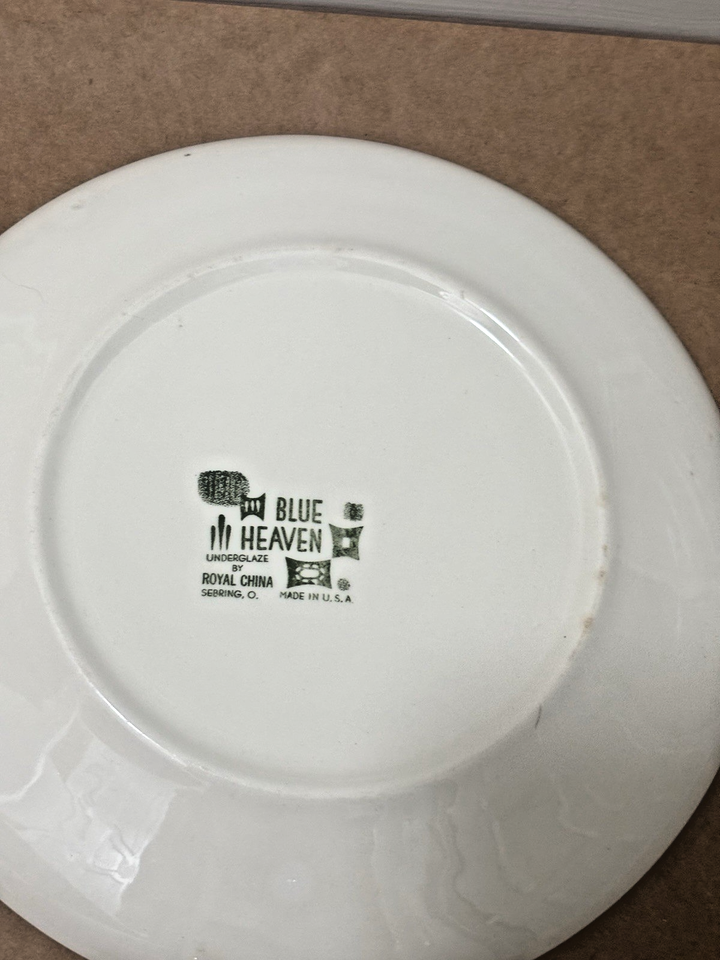 BLUE
HEAVEN
UNDERGLAZE
BY
ROYAL CHINA
SEBRING, O. MADE IN U.S.A.